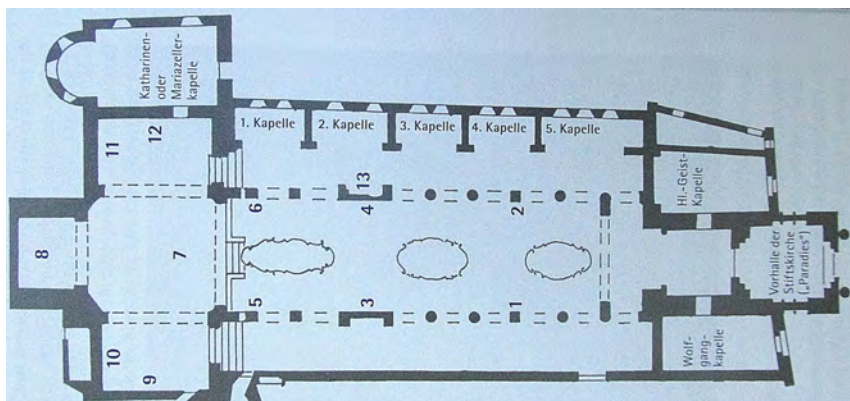 Katharinen-
oder
Mariazeller-
kapelle
11
12
1. Kapelle
2. Kapelle
3. Kapelle
4. Kapelle
5. Kapelle
13
6
4
2
8
7
Hl.-Geist-
Kapelle
Vorhalle der
Stiftskirche
("Paradies")
5
3
1
10
9
Wolf-
gang-
kapelle